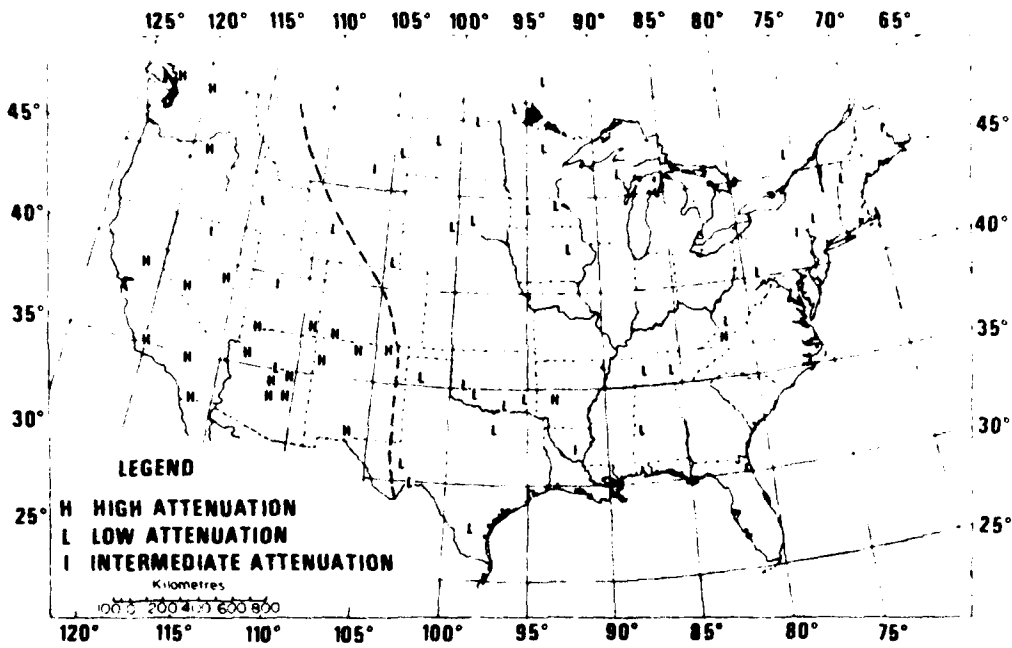 125° 120° 115° 110° 105° 100° 95° 90° 85° 80° 75° 70° 65°
45° 45°
40° 40°
35° 35°
30° 30°
25° 25°
LEGEND
H HIGH ATTENUATION
L LOW ATTENUATION
I INTERMEDIATE ATTENUATION
Kilometres
100 0 200 400 600 800
120° 115° 110° 105° 100° 95° 90° 85° 80° 75°